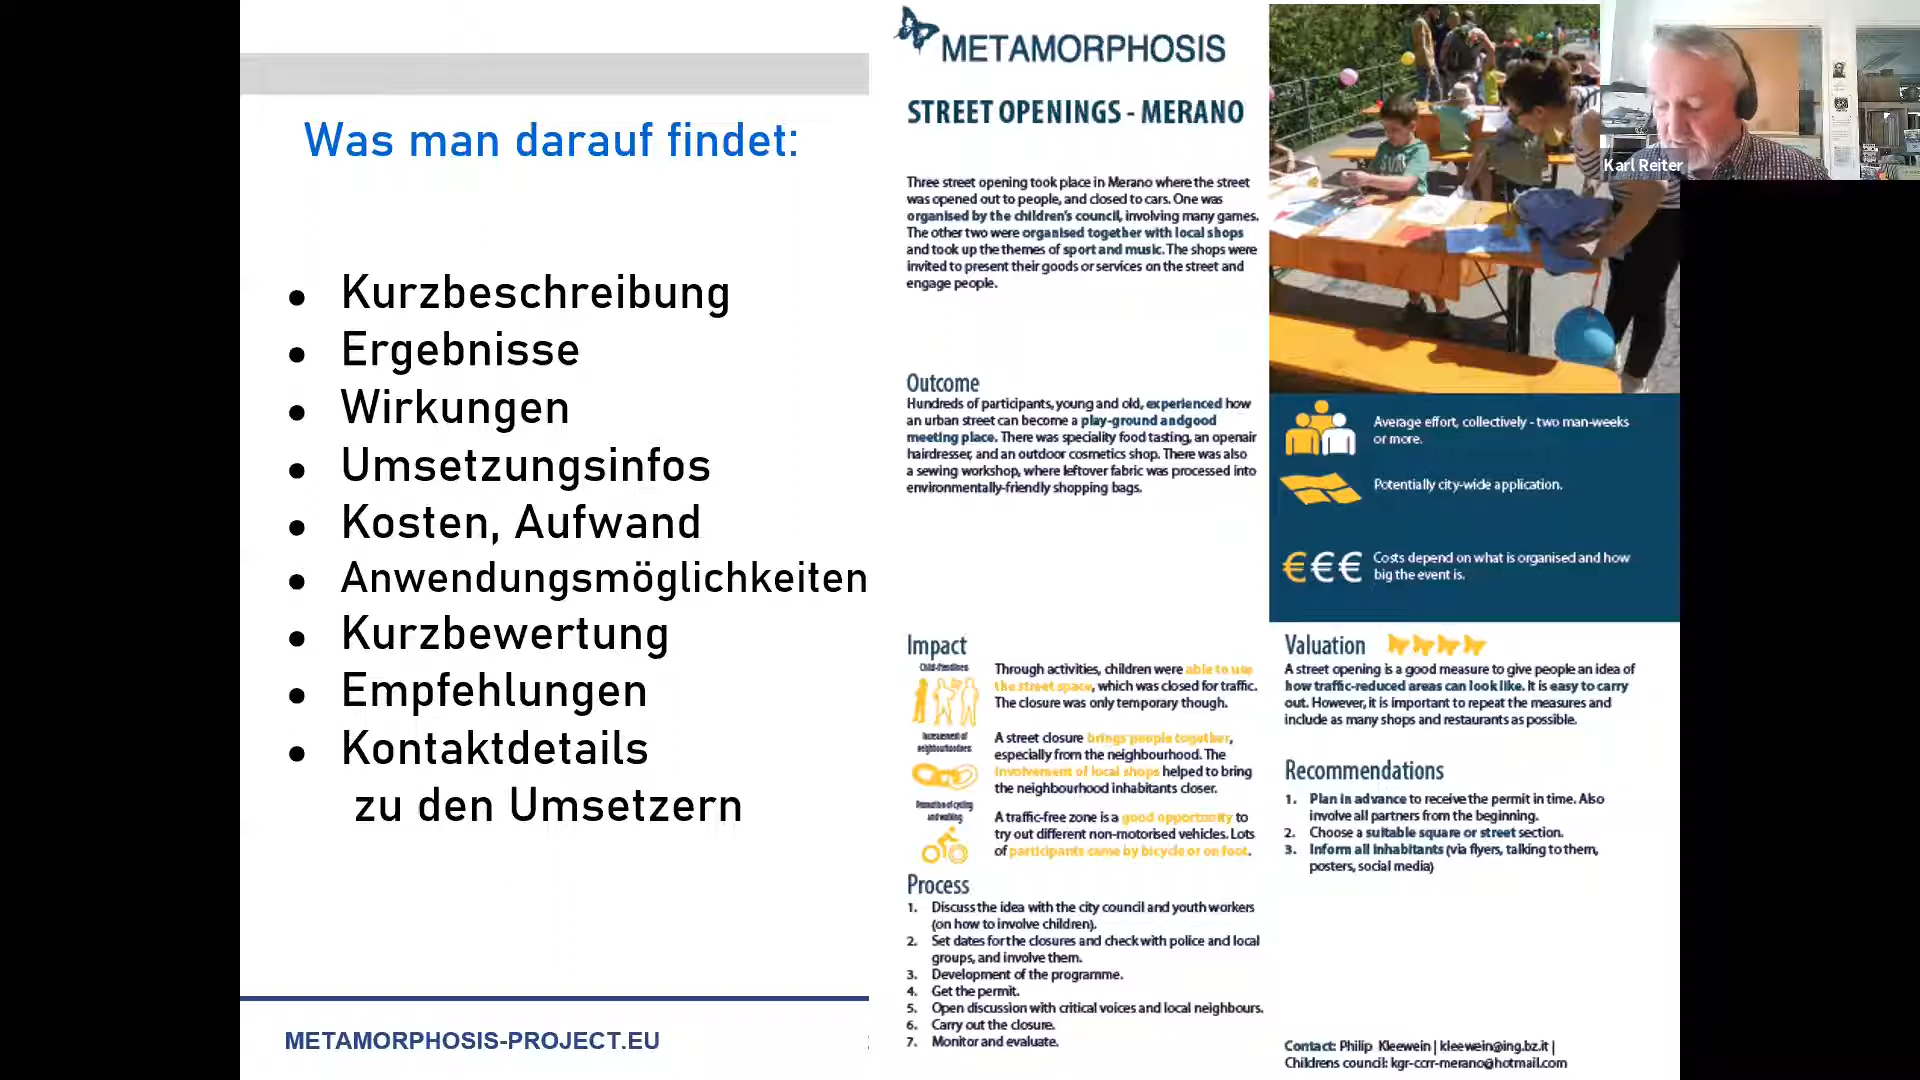 Was man darauf findet:
● Kurzbeschreibung
● Ergebnisse
● Wirkungen
● Umsetzungsinfos
● Kosten, Aufwand
● Anwendungsmöglichkeiten
● Kurzbewertung
● Empfehlungen
● Kontaktdetails
zu den Umsetzern
METAMORPHOSIS-PROJECT.EU
METAMORPHOSIS
STREET OPENINGS - MERANO
Three street opening took place in Merano where the street
was opened out to people, and closed to cars. One was
organised by the children's council, involving many games.
The other two were organised together with local shops
and took up the themes of sport and music. The shops were
invited to present their goods or services on the street and
engage people.
Outcome
Hundreds of participants, young and old, experienced how
an urban street can become a play-ground andgood
meeting place. There was speciality food tasting, an openair
hairdresser, and an outdoor cosmetics shop. There was also
a sewing workshop, where leftover fabric was processed into
environmentally-friendly shopping bags.
Impact
Child-friendlines
Through activities, children were able to use
the street space, which was closed for traffic.
The closure was only temporary though.
Increasement of
neighbourhoodnes
A street closure brings people together,
especially from the neighbourhood. The
involvement of local shops helped to bring
the neighbourhood inhabitants closer.
Promotion of cycling
and walking
A traffic-free zone is a good opportunity to
try out different non-motorised vehicles. Lots
of participants came by bicycle or on foot.
Process
1. Discuss the idea with the city council and youth workers
(on how to involve children).
2. Set dates for the closures and check with police and local
groups, and involve them.
3. Development of the programme.
4. Get the permit.
5. Open discussion with critical voices and local neighbours.
6. Carry out the closure.
7. Monitor and evaluate.
Karl Reiter
Average effort, collectively - two man-weeks
or more.
Potentially city-wide application.
€€€
Costs depend on what is organised and how
big the event is.
Valuation
A street opening is a good measure to give people an idea of
how traffic-reduced areas can look like. It is easy to carry
out. However, it is important to repeat the measures and
include as many shops and restaurants as possible.
Recommendations
1. Plan in advance to receive the permit in time. Also
involve all partners from the beginning.
2. Choose a suitable square or street section.
3. Inform all inhabitants (via flyers, talking to them,
posters, social media)
Contact: Philip Kleewein | kleewein@ing.bz.it |
Childrens council: kgr-ccrr-merano@hotmail.com